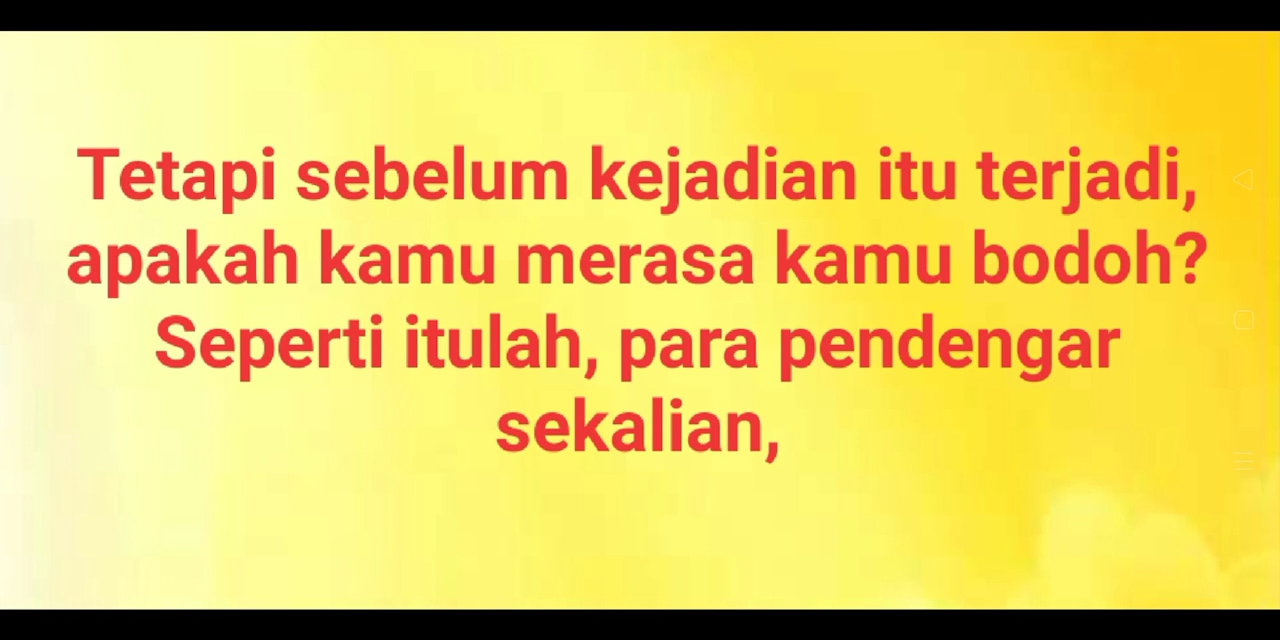 Tetapi sebelum kejadian itu terjadi,
apakah kamu merasa kamu bodoh?
Seperti itulah, para pendengar
sekalian,